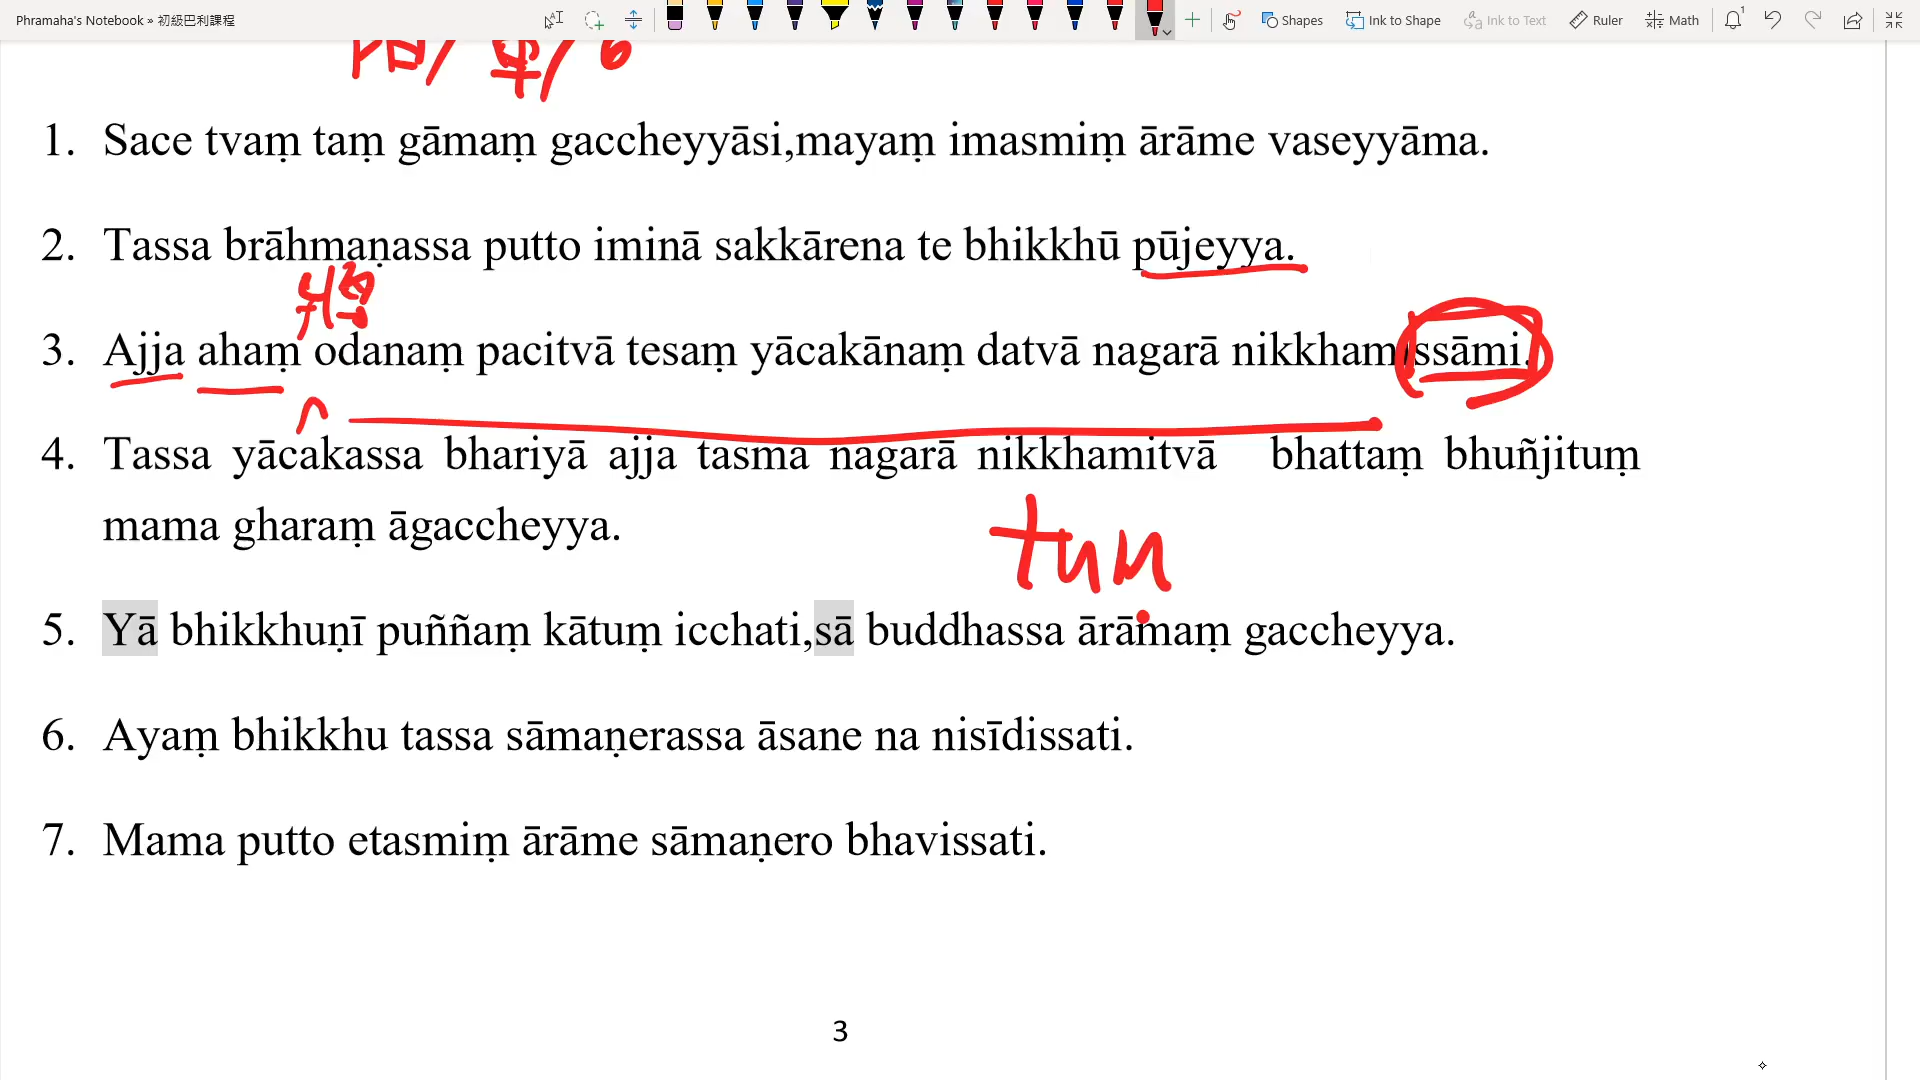 Phramaha's Notebook » 初級巴利課程
Shapes Ink to Shape Ink to Text Ruler Math
1. Sace tvaṃ taṃ gāmaṃ gaccheyyāsi,mayaṃ imasmiṃ ārāme vaseyyāma.
2. Tassa brāhmaṇassa putto iminā sakkārena te bhikkhū pūjeyya.
3. Ajja ahaṃ odanaṃ pacitvā tesaṃ yācakānaṃ datvā nagarā nikkhamissāmi.
4. Tassa yācakassa bhariyā ajja tasmā nagarā nikkhamitvā bhattaṃ bhuñjituṃ
mama gharaṃ āgaccheyya.
tuṃ
5. Yā bhikkhuṇī puññaṃ kātuṃ icchati,sā buddhassa ārāmaṃ gaccheyya.
6. Ayaṃ bhikkhu tassa sāmaṇerassa āsane na nisīdissati.
7. Mama putto etasmiṃ ārāme sāmaṇero bhavissati.
3